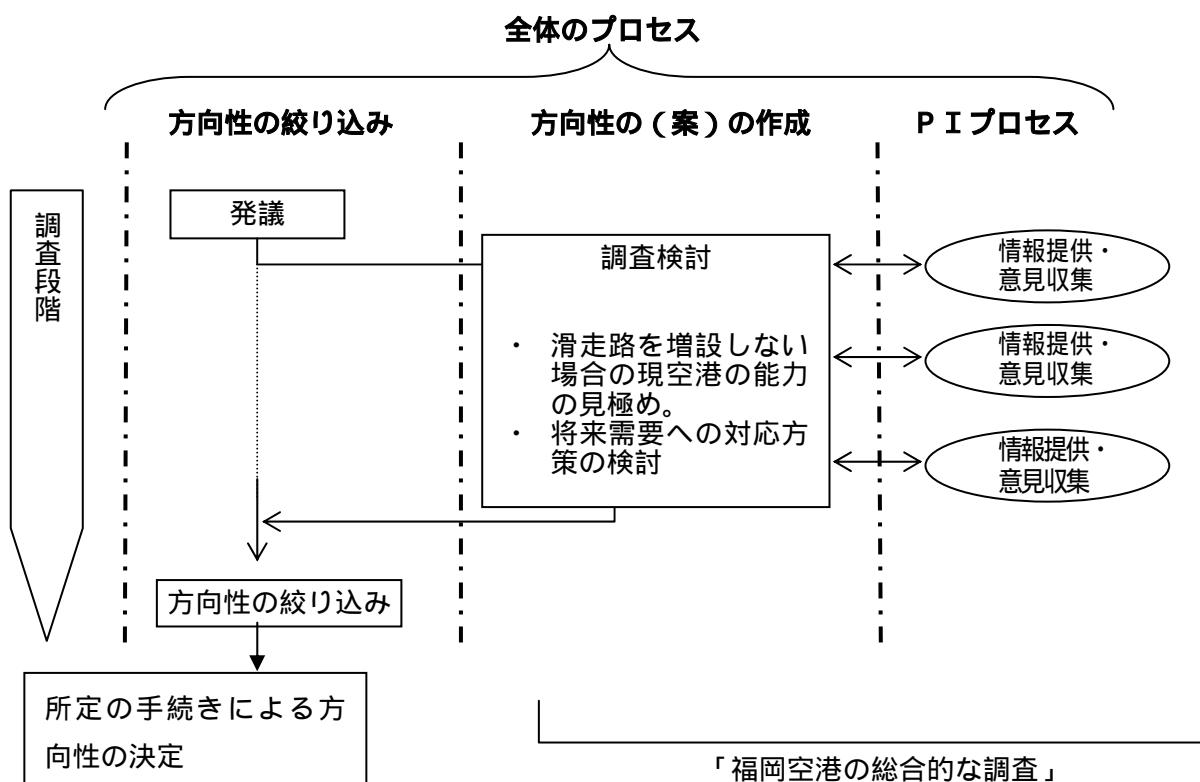 全体のプロセス
方向性の絞り込み
方向性の（案）の作成
ＰＩプロセス
調査段階
発議
調査検討
・ 滑走路を増設しない
場合の現空港の能力
の見極め。
・ 将来需要への対応方
策の検討
情報提供・
意見収集
情報提供・
意見収集
情報提供・
意見収集
方向性の絞り込み
所定の手続きによる方
向性の決定
「福岡空港の総合的な調査」